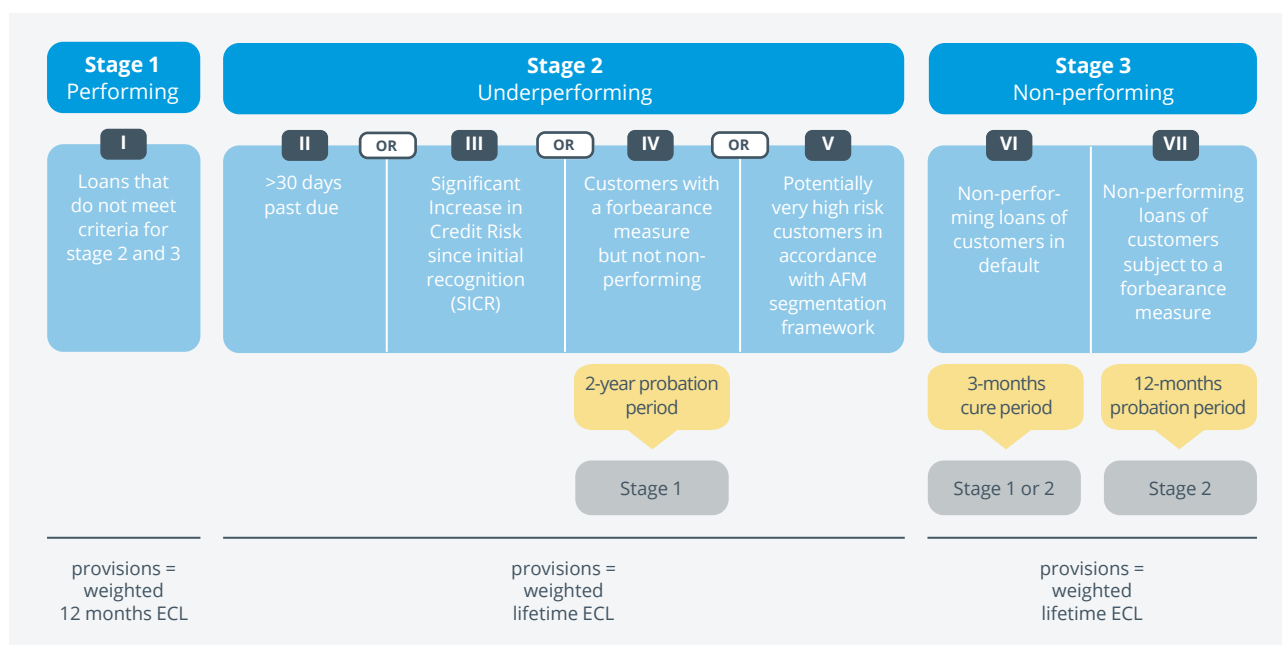 Stage 1
Performing
Stage 2
Underperforming
Stage 3
Non-performing
I
II
OR
III
OR
IV
OR
V
VI
VII
Loans that
do not meet
criteria for
stage 2 and 3
>30 days
past due
Significant
Increase in
Credit Risk
since initial
recognition
(SICR)
Customers with
a forbearance
measure
but not non-
performing
Potentially
very high risk
customers in
accordance
with AFM
segmentation
framework
Non-perfor-
ming loans of
customers in
default
Non-performing
loans of
customers
subject to a
forbearance
measure
2-year probation
period
3-months
cure period
12-months
probation period
Stage 1
Stage 1 or 2
Stage 2
provisions =
weighted
12 months ECL
provisions =
weighted
lifetime ECL
provisions =
weighted
lifetime ECL